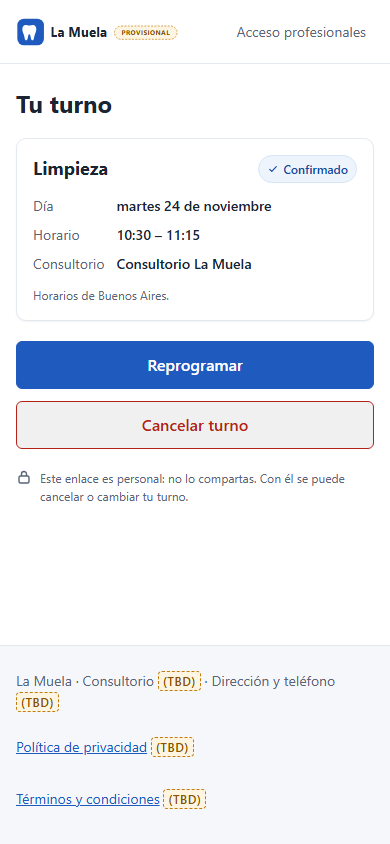 La Muela PROVISIONAL Acceso profesionales
Tu turno
Limpieza ✓ Confirmado
Día martes 24 de noviembre
Horario 10:30 – 11:15
Consultorio Consultorio La Muela
Horarios de Buenos Aires.
Reprogramar
Cancelar turno
Este enlace es personal: no lo compartas. Con él se puede
cancelar o cambiar tu turno.
La Muela · Consultorio (TBD) · Dirección y teléfono
(TBD)
Política de privacidad (TBD)
Términos y condiciones (TBD)